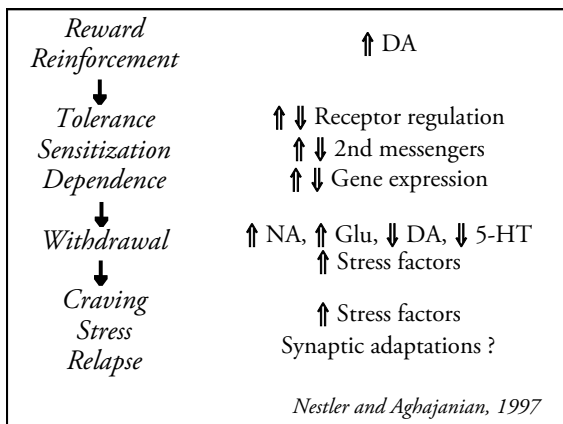 Reward
Reinforcement
⇑ DA
Tolerance
Sensitization
Dependence
⇑ ⇓ Receptor regulation
⇑ ⇓ 2nd messengers
⇑ ⇓ Gene expression
Withdrawal
⇑ NA, ⇑ Glu, ⇓ DA, ⇓ 5-HT
⇑ Stress factors
Craving
Stress
Relapse
⇑ Stress factors
Synaptic adaptations ?
Nestler and Aghajanian, 1997